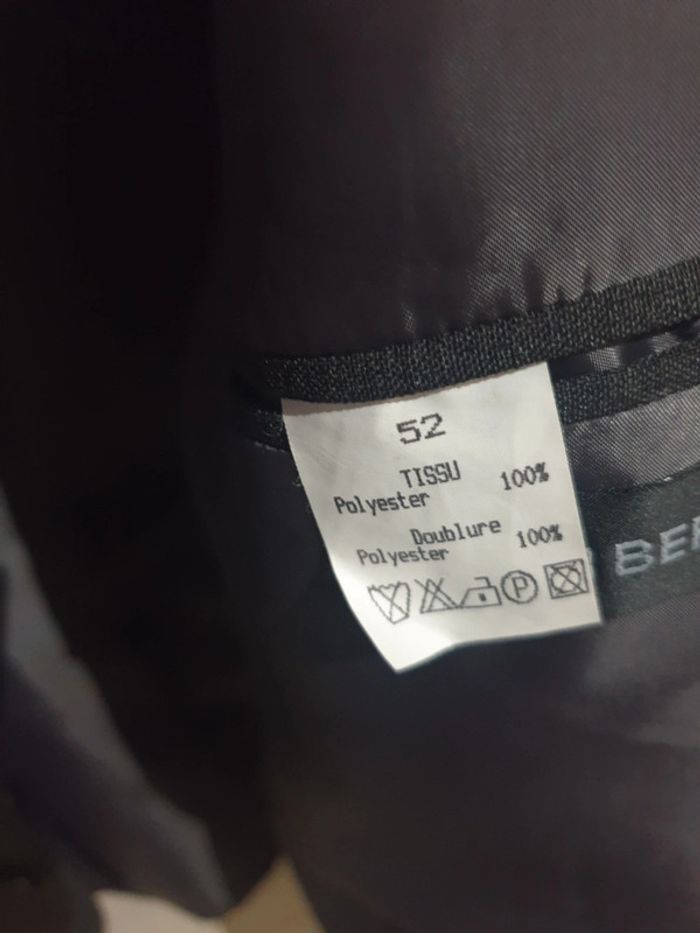 52
TISSU
Polyester 100%
Doublure
Polyester 100%
P